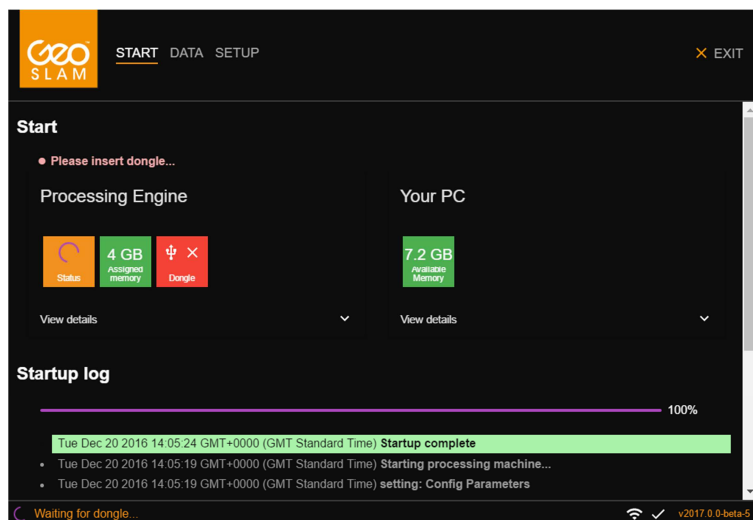 GEO
SLAM
START DATA SETUP
EXIT
Start
Please insert dongle...
Processing Engine
Your PC
Status
4 GB
Assigned
memory
Dongle
7.2 GB
Available
Memory
View details
View details
Startup log
100%
Tue Dec 20 2016 14:05:24 GMT+0000 (GMT Standard Time) Startup complete
Tue Dec 20 2016 14:05:19 GMT+0000 (GMT Standard Time) Starting processing machine...
Tue Dec 20 2016 14:05:19 GMT+0000 (GMT Standard Time) setting: Config Parameters
Waiting for dongle...
v2017.0.0-beta-5